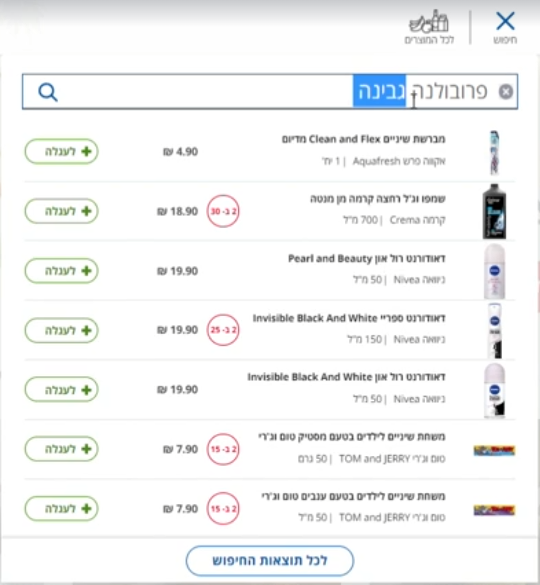 חיפוש
לכל המוצרים
פרובולנה גבינה
מברשת שיניים Clean and Flex מדיום
אקווה פרש Aquafresh | 1 יח'
4.90 ₪
לעגלה
שמפו וג'ל רחצה קרמה מן מנטה
קרמה Crema | 700 מ"ל
2 ב- 30
18.90 ₪
לעגלה
דאודורנט רול און Pearl and Beauty
ניוואה Nivea | 50 מ"ל
19.90 ₪
לעגלה
דאודורנט ספריי Invisible Black And White
ניוואה Nivea | 150 מ"ל
2 ב- 25
19.90 ₪
לעגלה
דאודורנט רול און Invisible Black And White
ניוואה Nivea | 50 מ"ל
19.90 ₪
לעגלה
משחת שיניים לילדים בטעם מסטיק טום וג'רי
טום וג'רי TOM and JERRY | 50 גרם
2 ב- 15
7.90 ₪
לעגלה
משחת שיניים לילדים בטעם ענבים טום וג'רי
טום וג'רי TOM and JERRY | 50 מ"ל
2 ב- 15
7.90 ₪
לעגלה
לכל תוצאות החיפוש